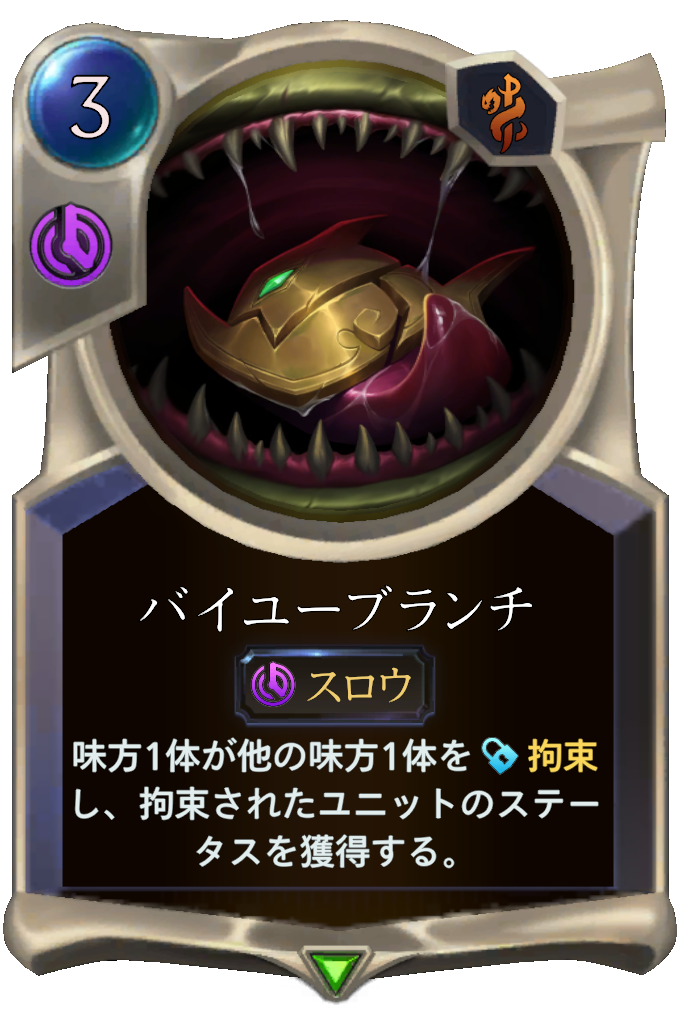 3
バイユーブランチ
スロウ
味方1体が他の味方1体を拘束
し、拘束されたユニットのステー
タスを獲得する。